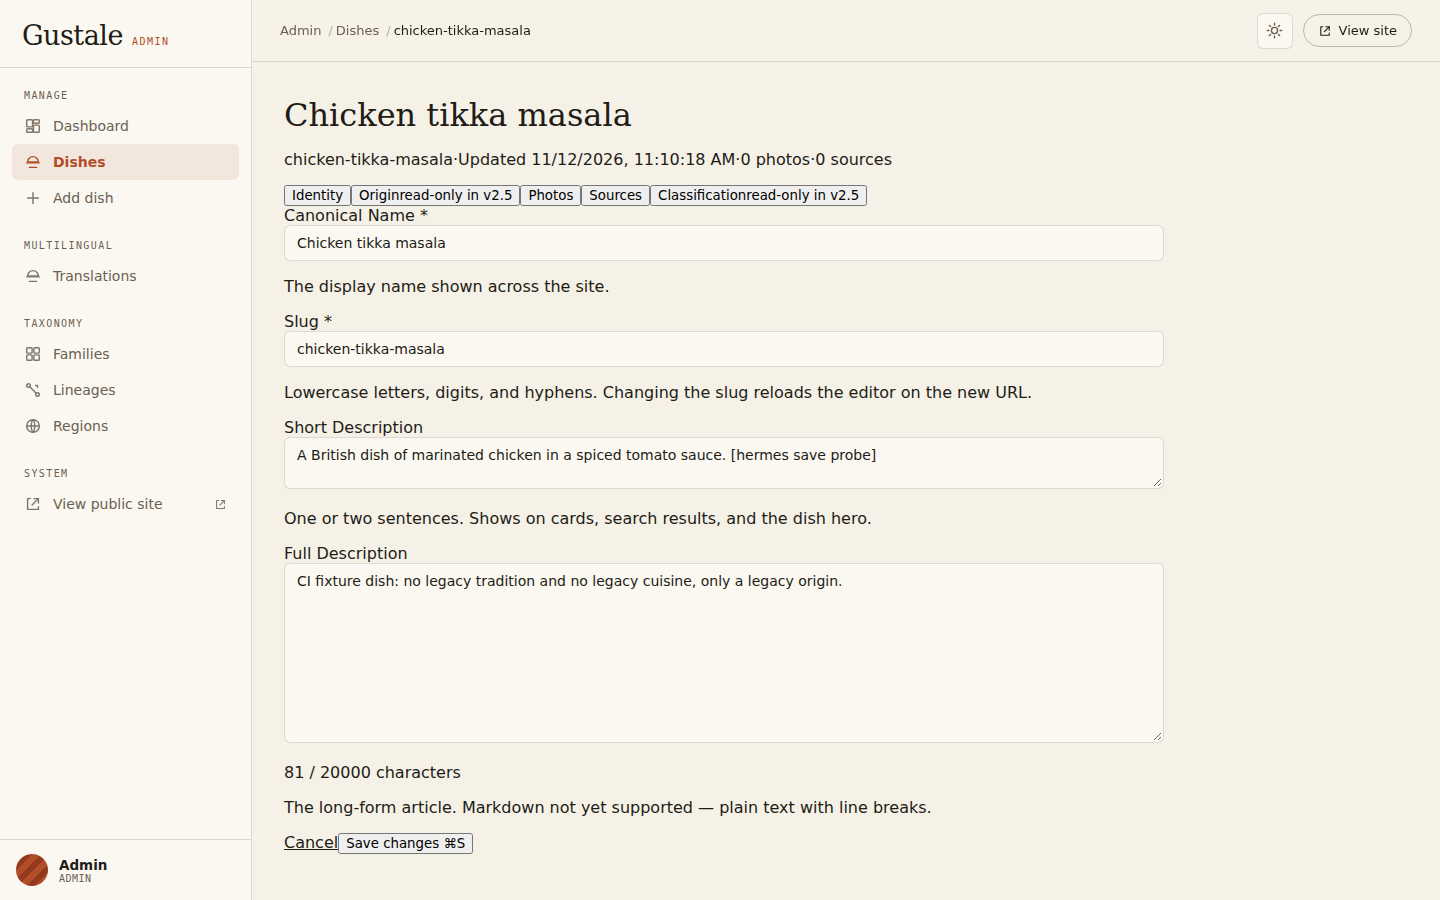 Gustale ADMIN
MANAGE
Dashboard
Dishes
Add dish
MULTILINGUAL
Translations
TAXONOMY
Families
Lineages
Regions
SYSTEM
View public site
Admin
ADMIN
Admin / Dishes / chicken-tikka-masala
View site
Chicken tikka masala
chicken-tikka-masala·Updated 11/12/2026, 11:10:18 AM·0 photos·0 sources
Identity Originread-only in v2.5 Photos Sources Classificationread-only in v2.5
Canonical Name *
Chicken tikka masala
The display name shown across the site.
Slug *
chicken-tikka-masala
Lowercase letters, digits, and hyphens. Changing the slug reloads the editor on the new URL.
Short Description
A British dish of marinated chicken in a spiced tomato sauce. [hermes save probe]
One or two sentences. Shows on cards, search results, and the dish hero.
Full Description
CI fixture dish: no legacy tradition and no legacy cuisine, only a legacy origin.
81 / 20000 characters
The long-form article. Markdown not yet supported — plain text with line breaks.
Cancel Save changes ⌘S